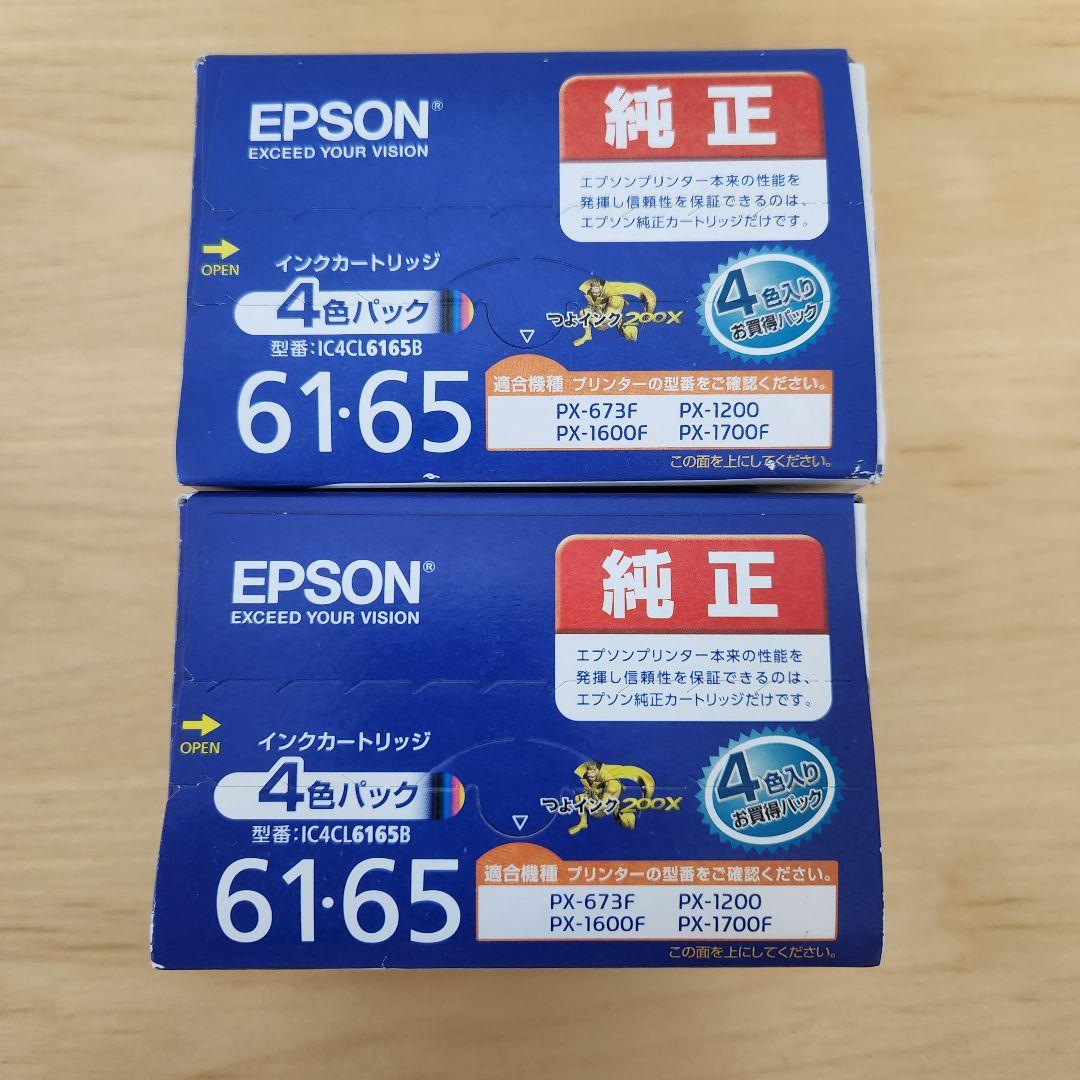 EPSON®
EXCEED YOUR VISION
純正
エプソンプリンター本来の性能を
発揮し信頼性を保証できるのは、
エプソン純正カートリッジだけです。
OPEN
インクカートリッジ
4色パック
型番:IC4CL6165B
61・65
つよインク200X
4色入り
お買得パック
適合機種 プリンターの型番をご確認ください。
PX-673F PX-1200
PX-1600F PX-1700F
この面を上にしてください。
EPSON®
EXCEED YOUR VISION
純正
エプソンプリンター本来の性能を
発揮し信頼性を保証できるのは、
エプソン純正カートリッジだけです。
OPEN
インクカートリッジ
4色パック
型番:IC4CL6165B
61・65
つよインク200X
4色入り
お買得パック
適合機種 プリンターの型番をご確認ください。
PX-673F PX-1200
PX-1600F PX-1700F
この面を上にしてください。